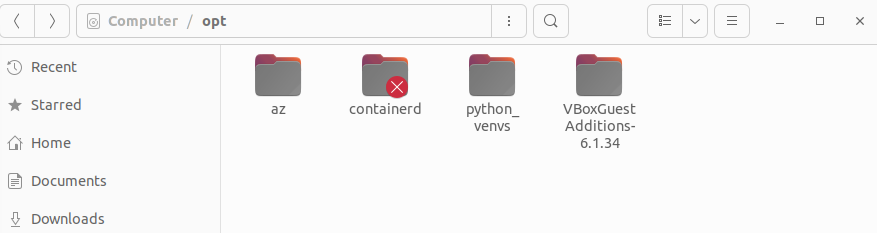 Computer / opt
Recent
Starred
Home
Documents
Downloads
az
containerd
python_
venvs
VBoxGuest
Additions-
6.1.34